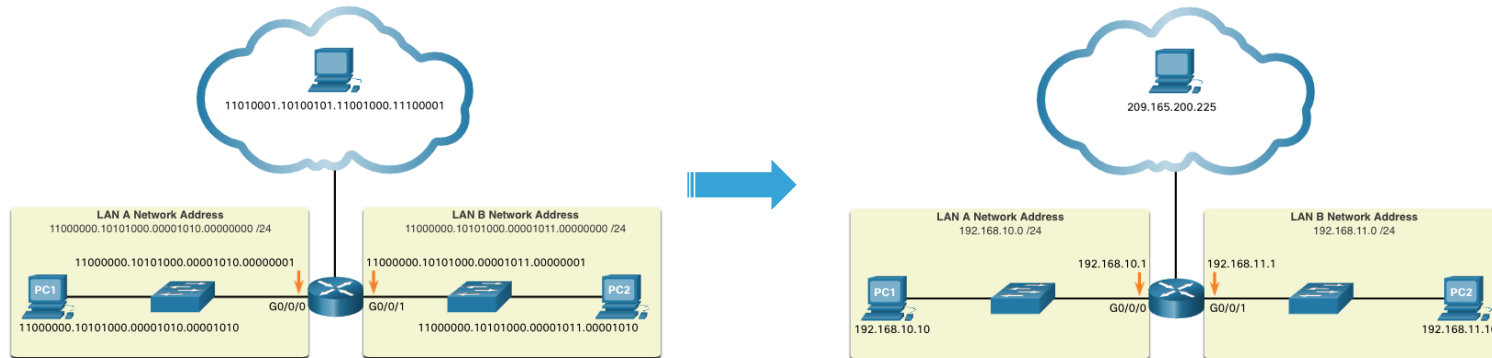 11010001.10100101.11001000.11100001
LAN A Network Address
11000000.10101000.00001010.00000000 /24
LAN B Network Address
11000000.10101000.00001011.00000000 /24
11000000.10101000.00001010.00000001
11000000.10101000.00001011.00000001
PC1
PC2
G0/0/0
G0/0/1
11000000.10101000.00001010.00001010
11000000.10101000.00001011.00001010
209.165.200.225
LAN A Network Address
192.168.10.0 /24
LAN B Network Address
192.168.11.0 /24
192.168.10.1
192.168.11.1
PC1
PC2
G0/0/0
G0/0/1
192.168.10.10
192.168.11.10